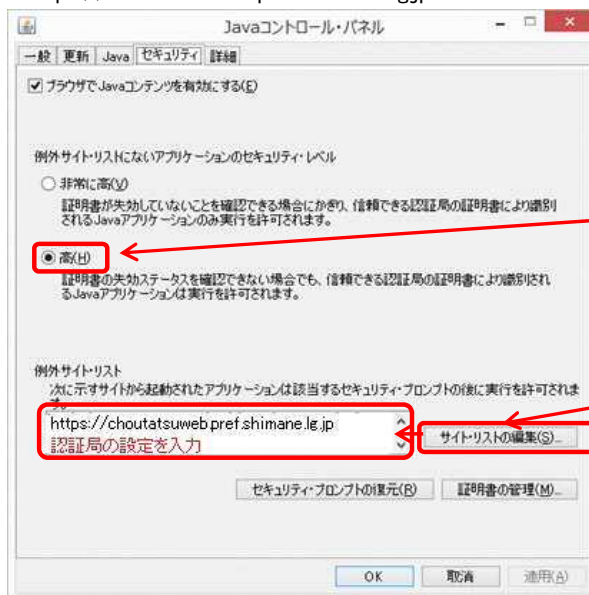 Javaコントロール・パネル
一般 更新 Java セキュリティ 詳細
ブラウザでJavaコンテンツを有効にする(E)
例外サイト・リストにないアプリケーションのセキュリティ・レベル
非常に高(V)
証明書が失効していないことを確認できる場合にかぎり、信頼できる認証局の証明書により識別
されるJavaアプリケーションのみ実行を許可されます。
高(H)
証明書の失効ステータスを確認できない場合でも、信頼できる認証局の証明書により識別され
るJavaアプリケーションは実行を許可されます。
例外サイト・リスト
次に示すサイトから起動されたアプリケーションは該当するセキュリティ・プロンプトの後に実行を許可されま
す。
https://choutatsuweb.pref.shimane.lg.jp
認証局の設定を入力
サイト・リストの編集(S)...
セキュリティ・プロンプトの復元(R) 証明書の管理(M)...
OK 取消 適用(A)